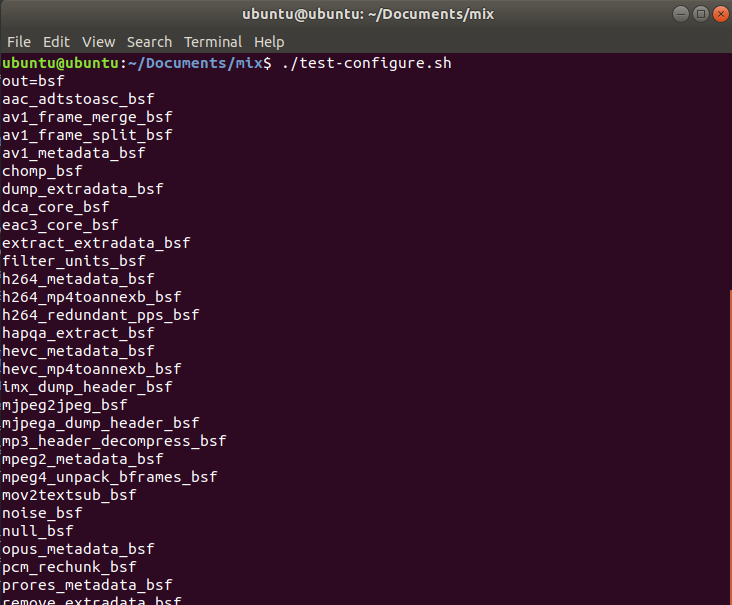 ubuntu@ubuntu: ~/Documents/mix
File Edit View Search Terminal Help
ubuntu@ubuntu:~/Documents/mix$ ./test-configure.sh
out=bsf
aac_adtstoasc_bsf
av1_frame_merge_bsf
av1_frame_split_bsf
av1_metadata_bsf
chomp_bsf
dump_extradata_bsf
dca_core_bsf
eac3_core_bsf
extract_extradata_bsf
filter_units_bsf
h264_metadata_bsf
h264_mp4toannexb_bsf
h264_redundant_pps_bsf
hapqa_extract_bsf
hevc_metadata_bsf
hevc_mp4toannexb_bsf
imx_dump_header_bsf
mjpeg2jpeg_bsf
mjpega_dump_header_bsf
mp3_header_decompress_bsf
mpeg2_metadata_bsf
mpeg4_unpack_bframes_bsf
mov2textsub_bsf
noise_bsf
null_bsf
opus_metadata_bsf
pcm_rechunk_bsf
prores_metadata_bsf
remove_extradata_bsf